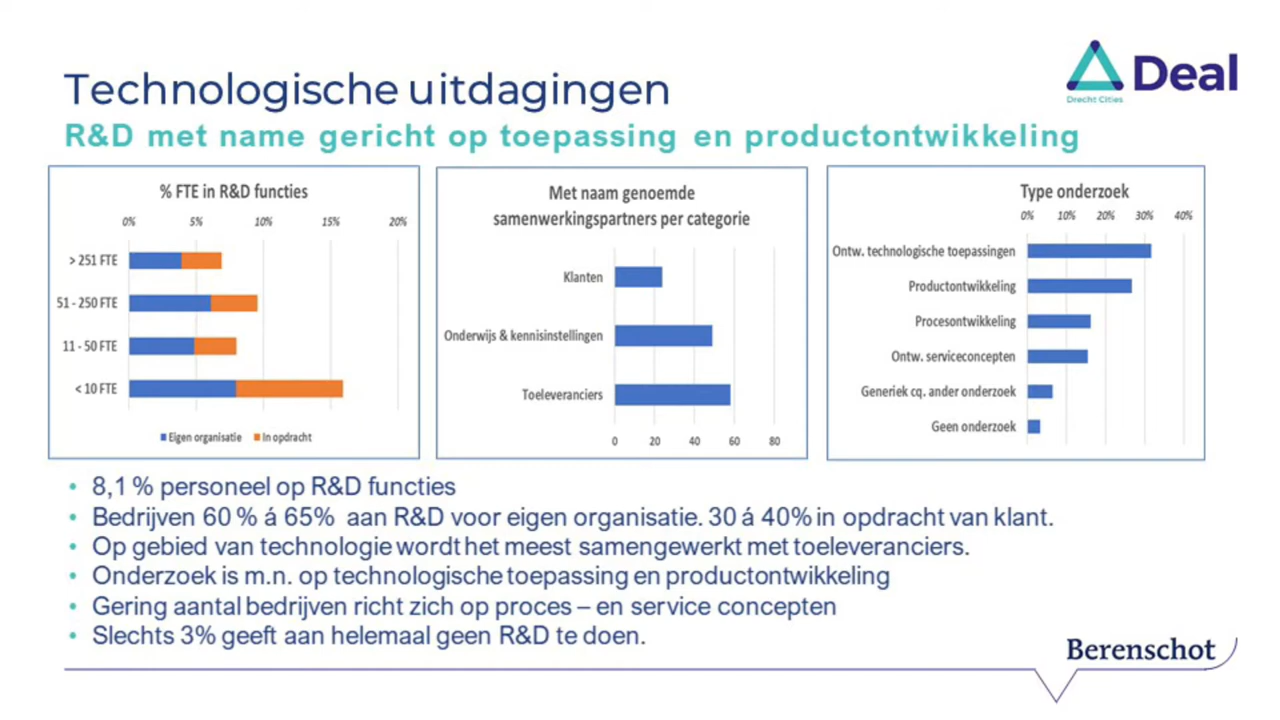 Deal
Drecht Cities
Technologische uitdagingen
R&D met name gericht op toepassing en productontwikkeling
% FTE in R&D functies
0% 5% 10% 15% 20%
> 251 FTE
51 - 250 FTE
11 - 50 FTE
< 10 FTE
Eigen organisatie In opdracht
Met naam genoemde
samenwerkingspartners per categorie
Klanten
Onderwijs & kennisinstellingen
Toeleveranciers
0 20 40 60 80
Type onderzoek
0% 10% 20% 30% 40%
Ontw. technologische toepassingen
Productontwikkeling
Procesontwikkeling
Ontw. serviceconcepten
Generiek cq. ander onderzoek
Geen onderzoek
• 8,1 % personeel op R&D functies
• Bedrijven 60 % á 65% aan R&D voor eigen organisatie. 30 á 40% in opdracht van klant.
• Op gebied van technologie wordt het meest samengewerkt met toeleveranciers.
• Onderzoek is m.n. op technologische toepassing en productontwikkeling
• Gering aantal bedrijven richt zich op proces – en service concepten
• Slechts 3% geeft aan helemaal geen R&D te doen.
Berenschot